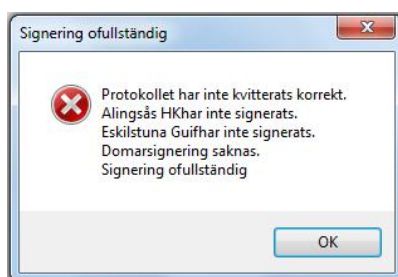 Signering ofullständig
Protokollet har inte kvitterats korrekt.
Alingsås HKhar inte signerats.
Eskilstuna Guifhar inte signerats.
Domarsignering saknas.
Signering ofullständig
OK